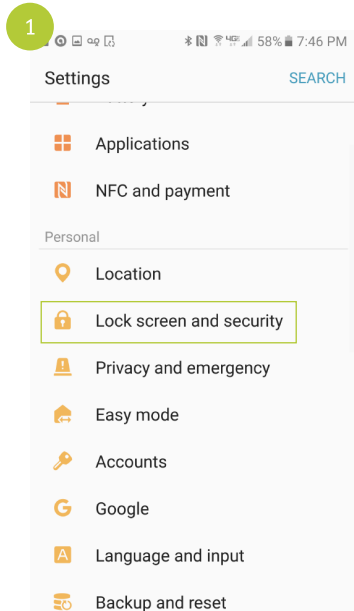 1
4GE 58% 7:46 PM
Settings SEARCH
Applications
NFC and payment
Personal
Location
Lock screen and security
Privacy and emergency
Easy mode
Accounts
Google
Language and input
Backup and reset